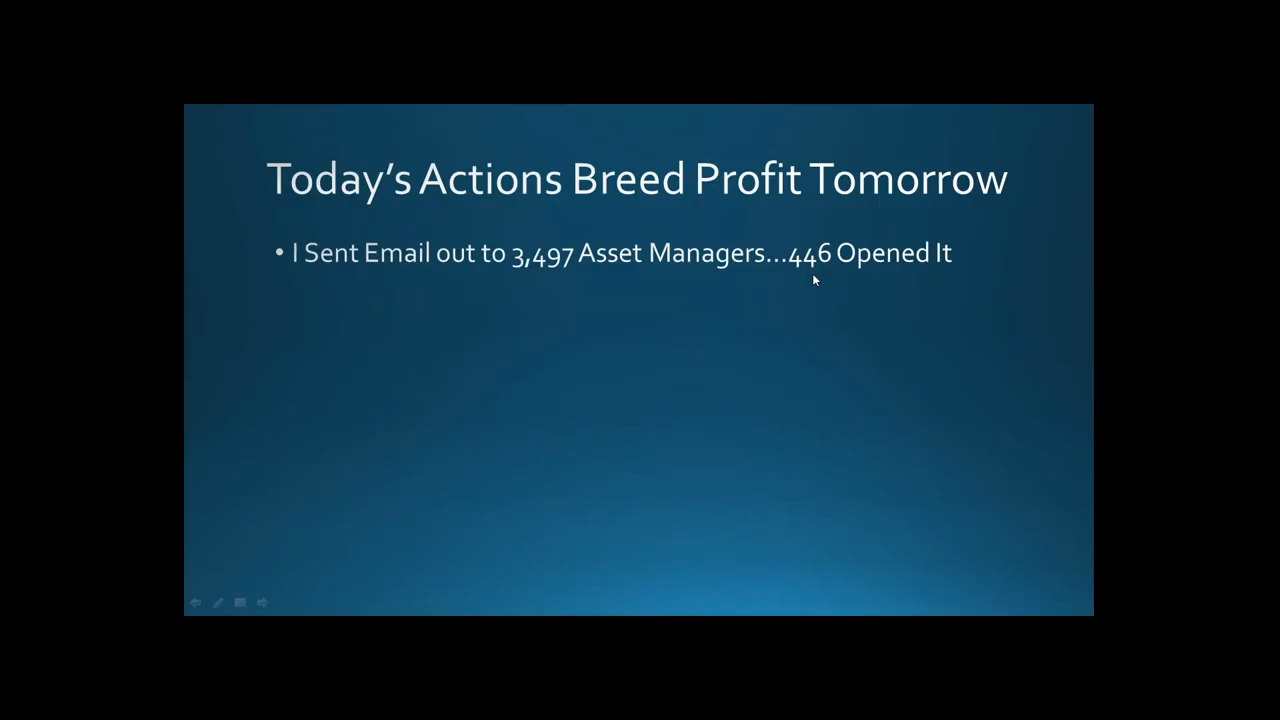 Today's Actions Breed Profit Tomorrow
• I Sent Email out to 3,497 Asset Managers...446 Opened It